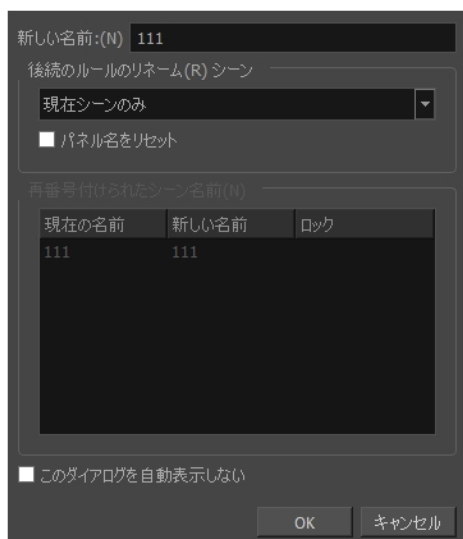 新しい名前:(N) 111
後続のルールのリネーム(R) シーン
現在シーンのみ
パネル名をリセット
再番号付けられたシーン名前(N)
現在の名前 新しい名前 ロック
111 111
このダイアログを自動表示しない
OK キャンセル